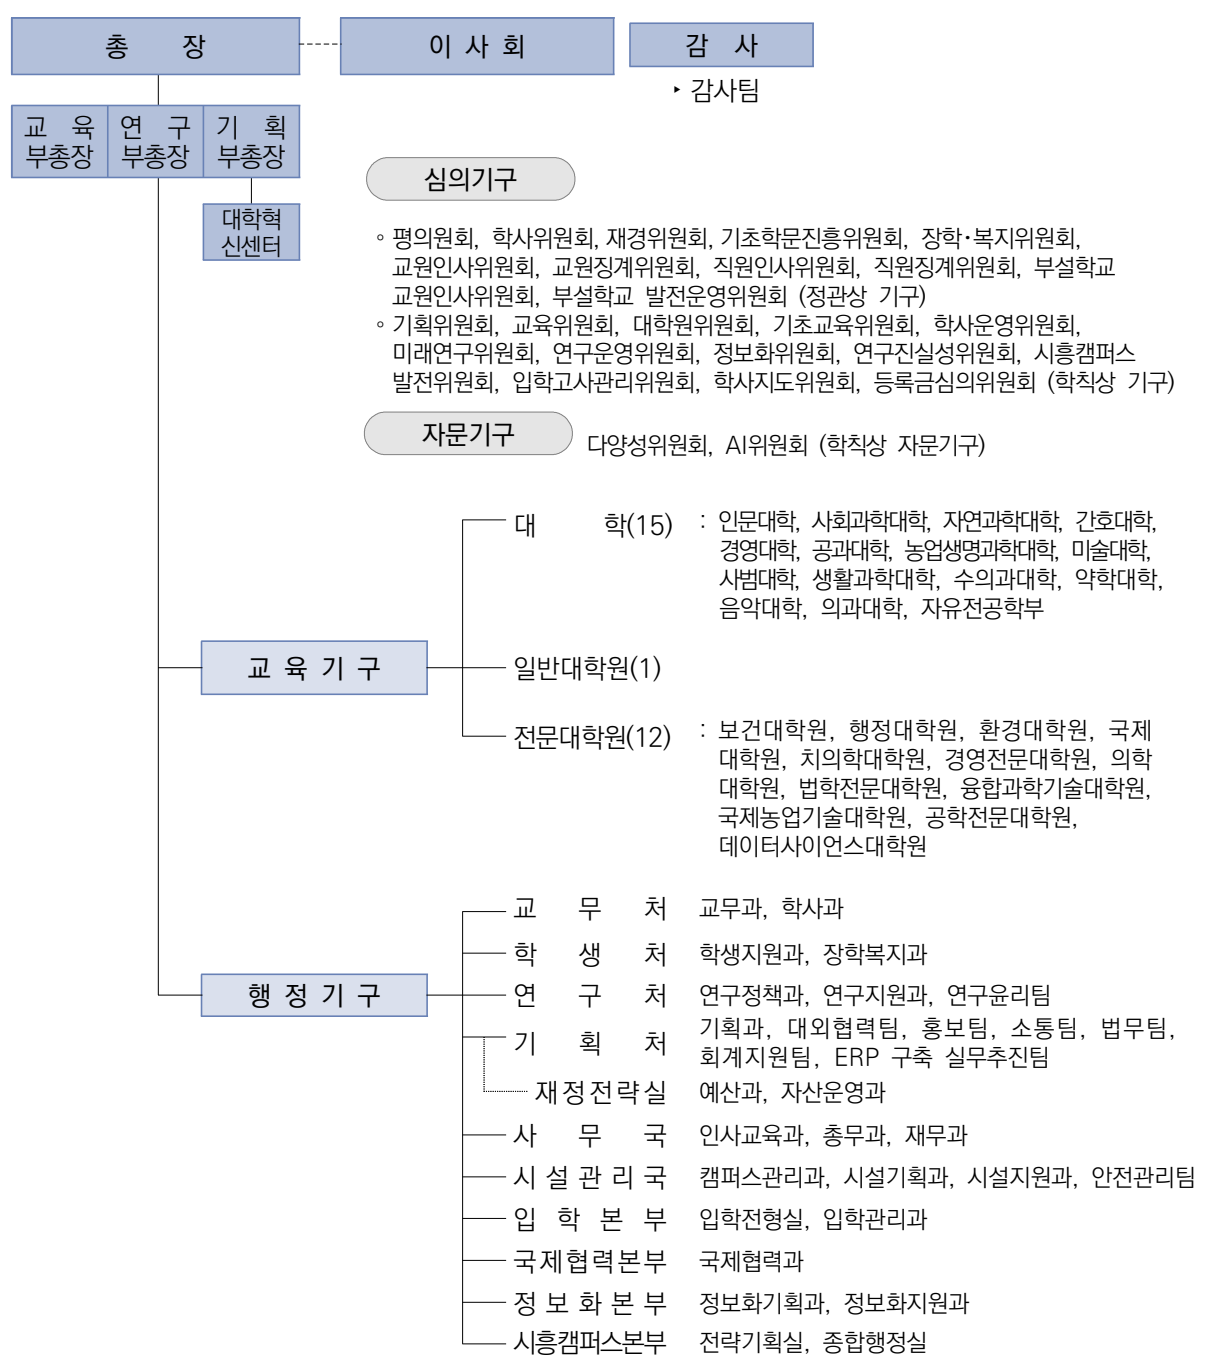 총 장
이 사 회
감 사
‣ 감사팀
교 육
부총장
연 구
부총장
기 획
부총장
대학혁
신센터
심의기구
◦ 평의원회, 학사위원회, 재경위원회, 기초학문진흥위원회, 장학·복지위원회,
교원인사위원회, 교원징계위원회, 직원인사위원회, 직원징계위원회, 부설학교
교원인사위원회, 부설학교 발전운영위원회 (정관상 기구)
◦ 기획위원회, 교육위원회, 대학원위원회, 기초교육위원회, 학사운영위원회,
미래연구위원회, 연구운영위원회, 정보화위원회, 연구진실성위원회, 시흥캠퍼스
발전위원회, 입학고사관리위원회, 학사지도위원회, 등록금심의위원회 (학칙상 기구)
자문기구
다양성위원회, AI위원회 (학칙상 자문기구)
교 육 기 구
대 학(15) : 인문대학, 사회과학대학, 자연과학대학, 간호대학,
경영대학, 공과대학, 농업생명과학대학, 미술대학,
사범대학, 생활과학대학, 수의과대학, 약학대학,
음악대학, 의과대학, 자유전공학부
일반대학원(1)
전문대학원(12) : 보건대학원, 행정대학원, 환경대학원, 국제
대학원, 치의학대학원, 경영전문대학원, 의학
대학원, 법학전문대학원, 융합과학기술대학원,
국제농업기술대학원, 공학전문대학원,
데이터사이언스대학원
행 정 기 구
교 무 처 교무과, 학사과
학 생 처 학생지원과, 장학복지과
연 구 처 연구정책과, 연구지원과, 연구윤리팀
기 획 처 기획과, 대외협력팀, 홍보팀, 소통팀, 법무팀,
회계지원팀, ERP 구축 실무추진팀
재정전략실 예산과, 자산운영과
사 무 국 인사교육과, 총무과, 재무과
시 설 관 리 국 캠퍼스관리과, 시설기획과, 시설지원과, 안전관리팀
입 학 본 부 입학전형실, 입학관리과
국제협력본부 국제협력과
정 보 화 본 부 정보화기획과, 정보화지원과
시흥캠퍼스본부 전략기획실, 종합행정실